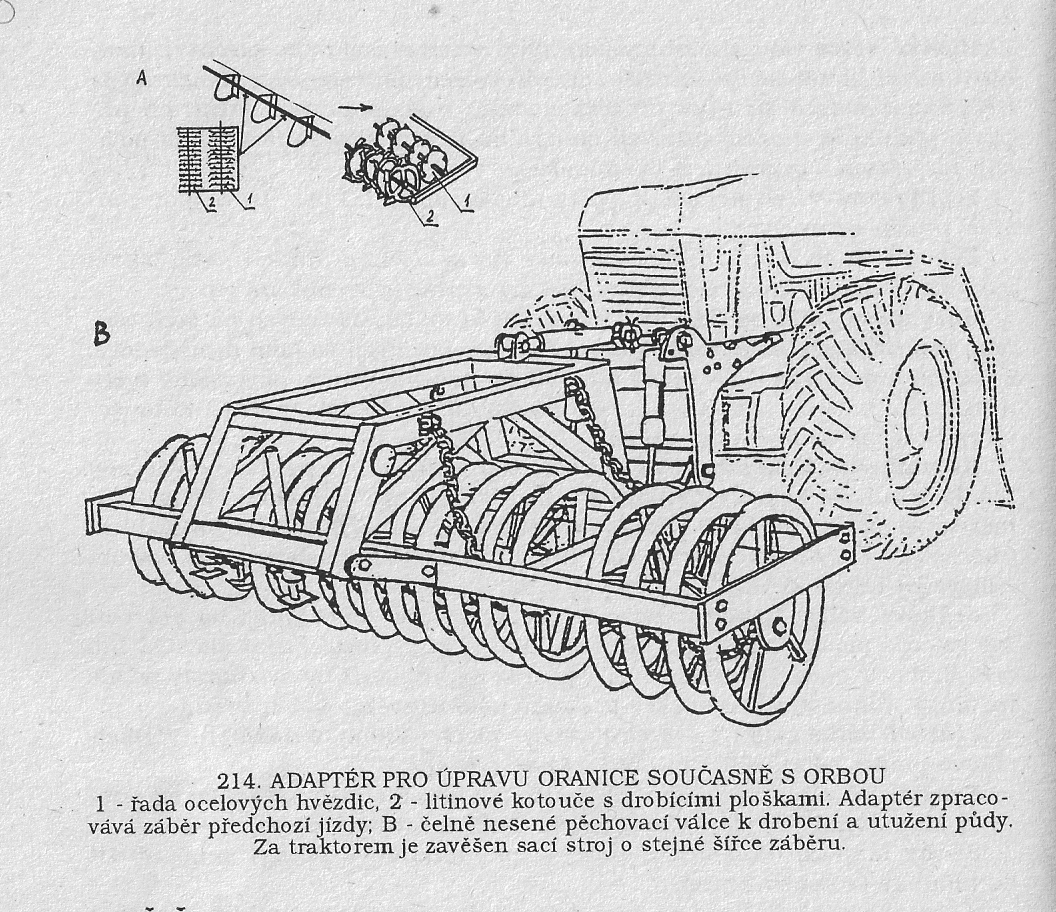 A
2 1
1
2
B
214. ADAPTÉR PRO ÚPRAVU ORANICE SOUČASNĚ S ORBOU
1 - řada ocelových hvězdic, 2 - litinové kotouče s drobícími ploškami. Adaptér zpraco-
vává záběr předchozí jízdy; B - čelně nesené pěchovací válce k drobení a utužení půdy.
Za traktorem je zavěšen sací stroj o stejné šířce záběru.